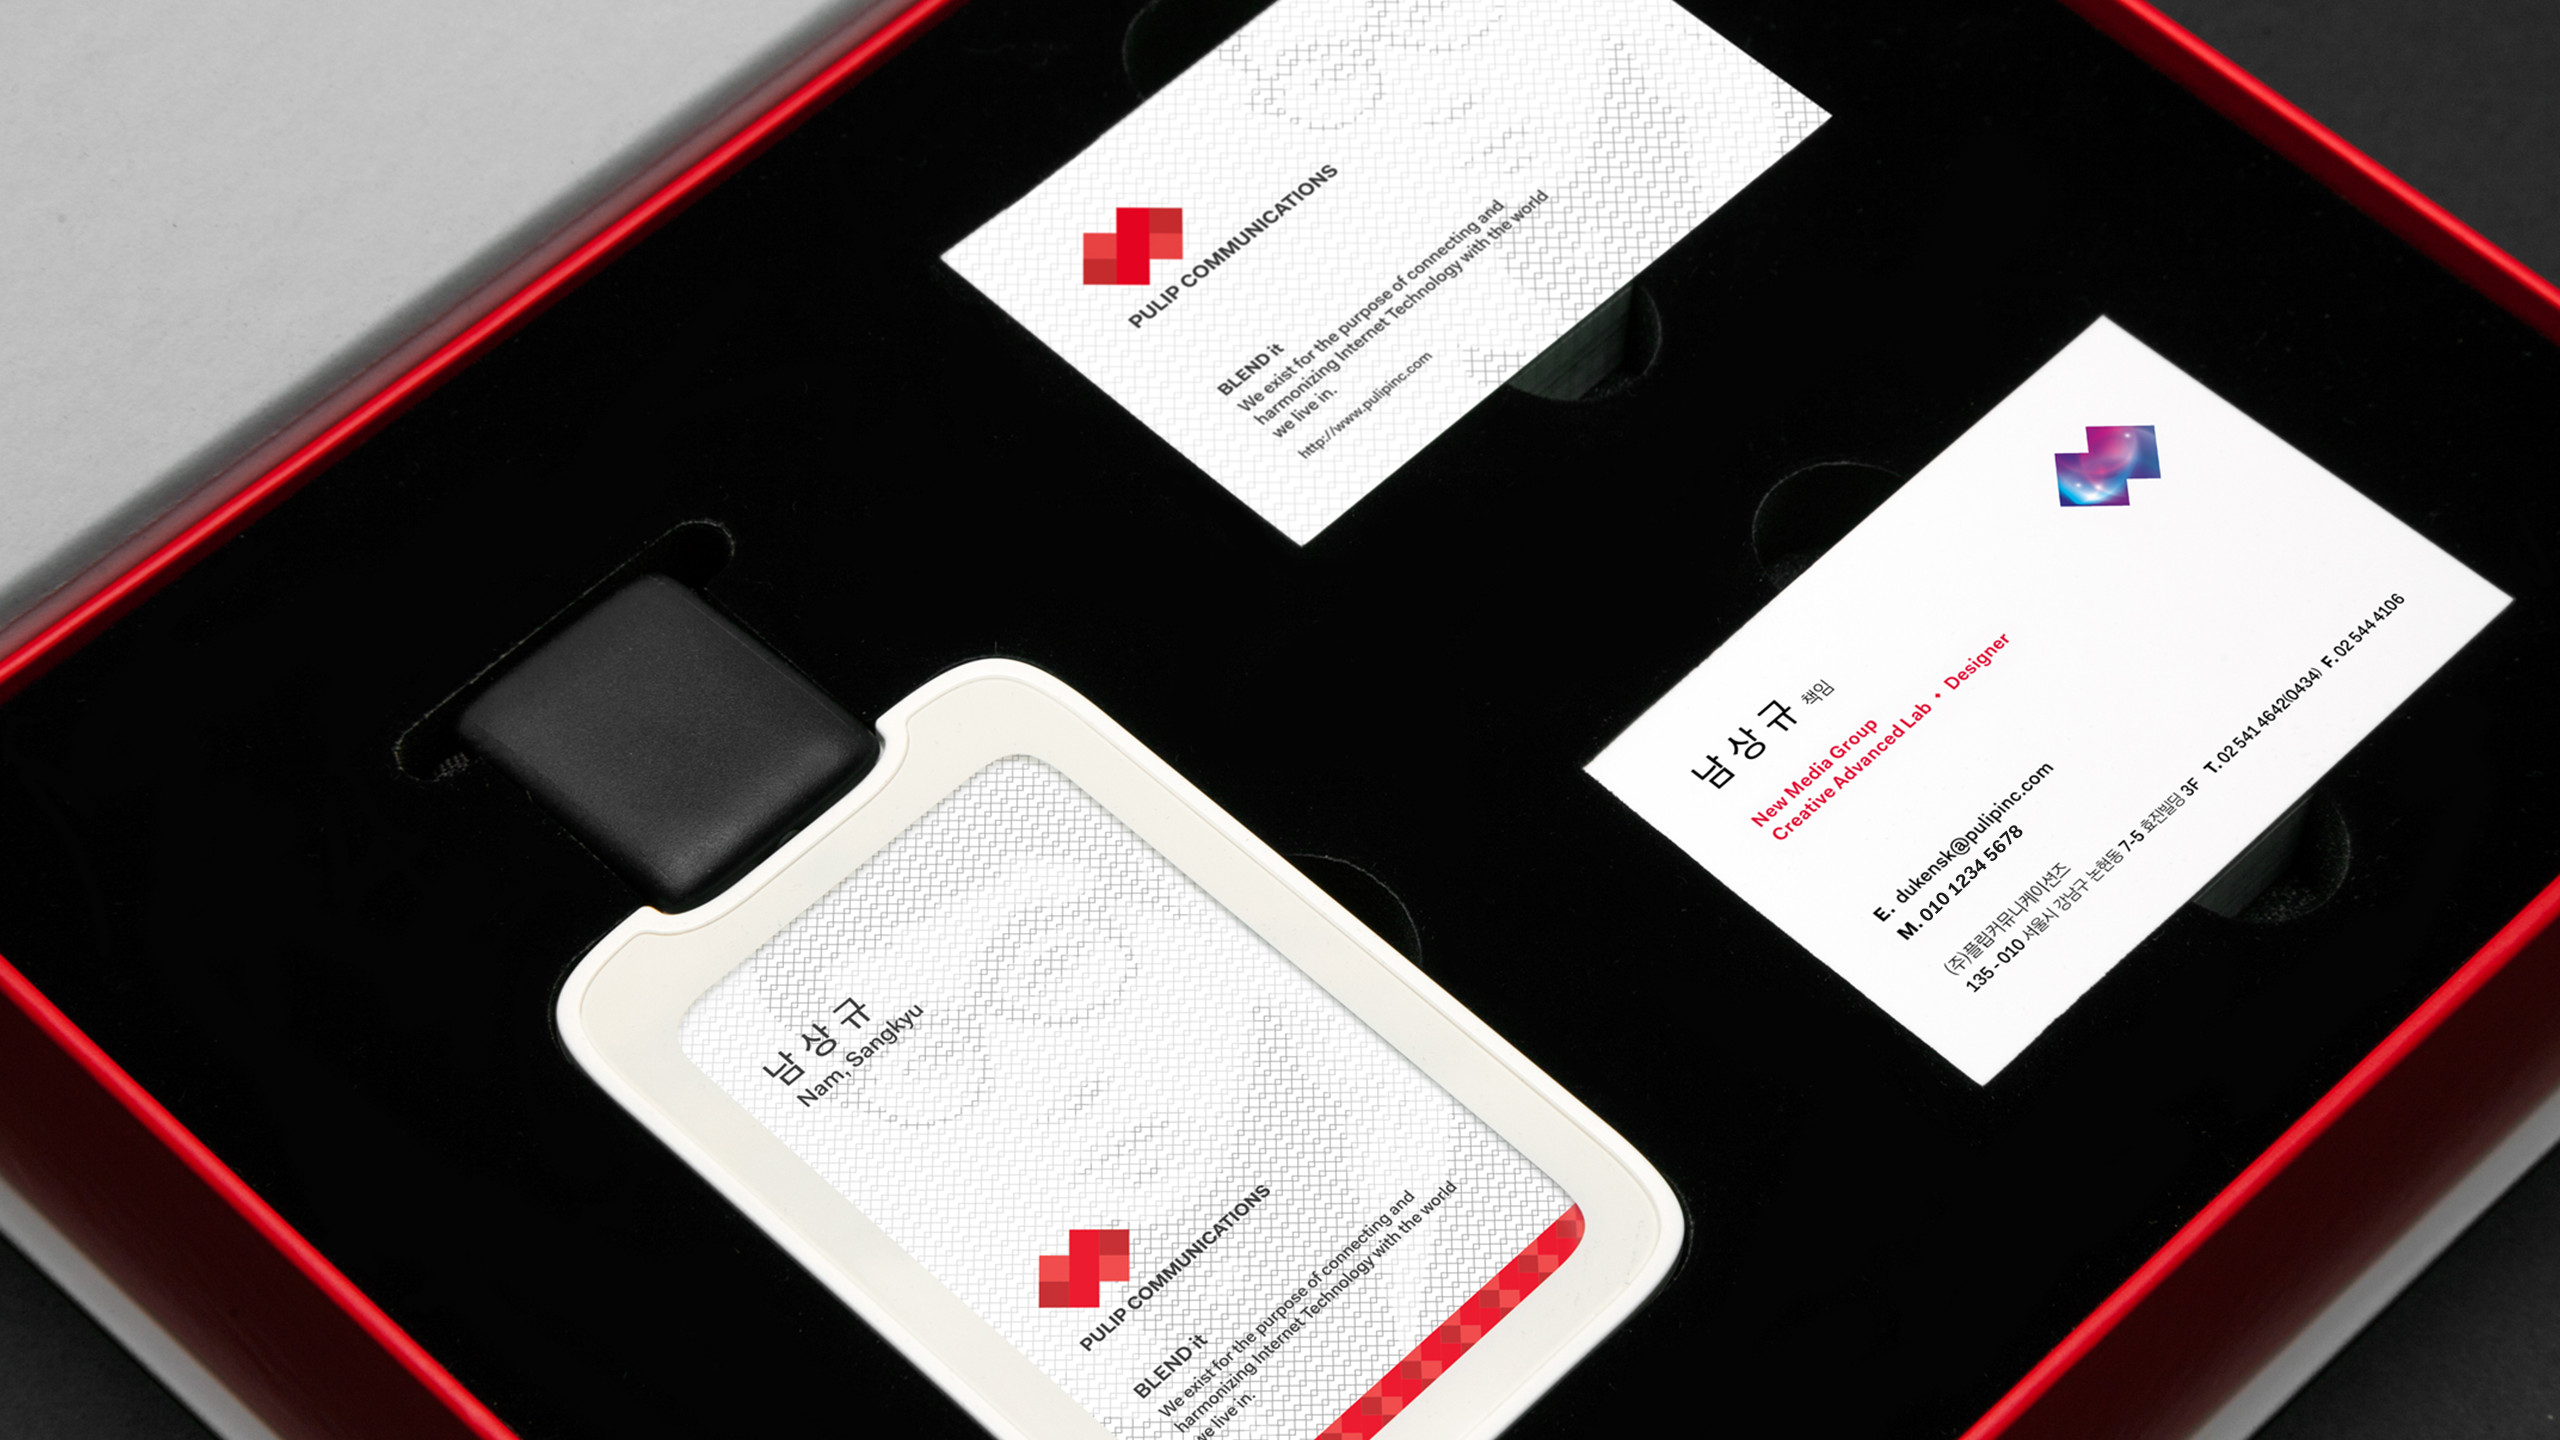 PULIP COMMUNICATIONS
BLEND it
We exist for the purpose of connecting and
harmonizing Internet Technology with the world
we live in.
http://www.pulipinc.com
남상규 책임
New Media Group
Creative Advanced Lab • Designer
E. dukensk@pulipinc.com
M. 010 1234 5678
(주)플립커뮤니케이션즈
135-010 서울시 강남구 논현동 7-5 효진빌딩 3F T. 02 541 4642(0434) F. 02 544 4106
남상규
Nam, Sangkyu
PULIP COMMUNICATIONS
BLEND it
We exist for the purpose of connecting and
harmonizing Internet Technology with the world
we live in.